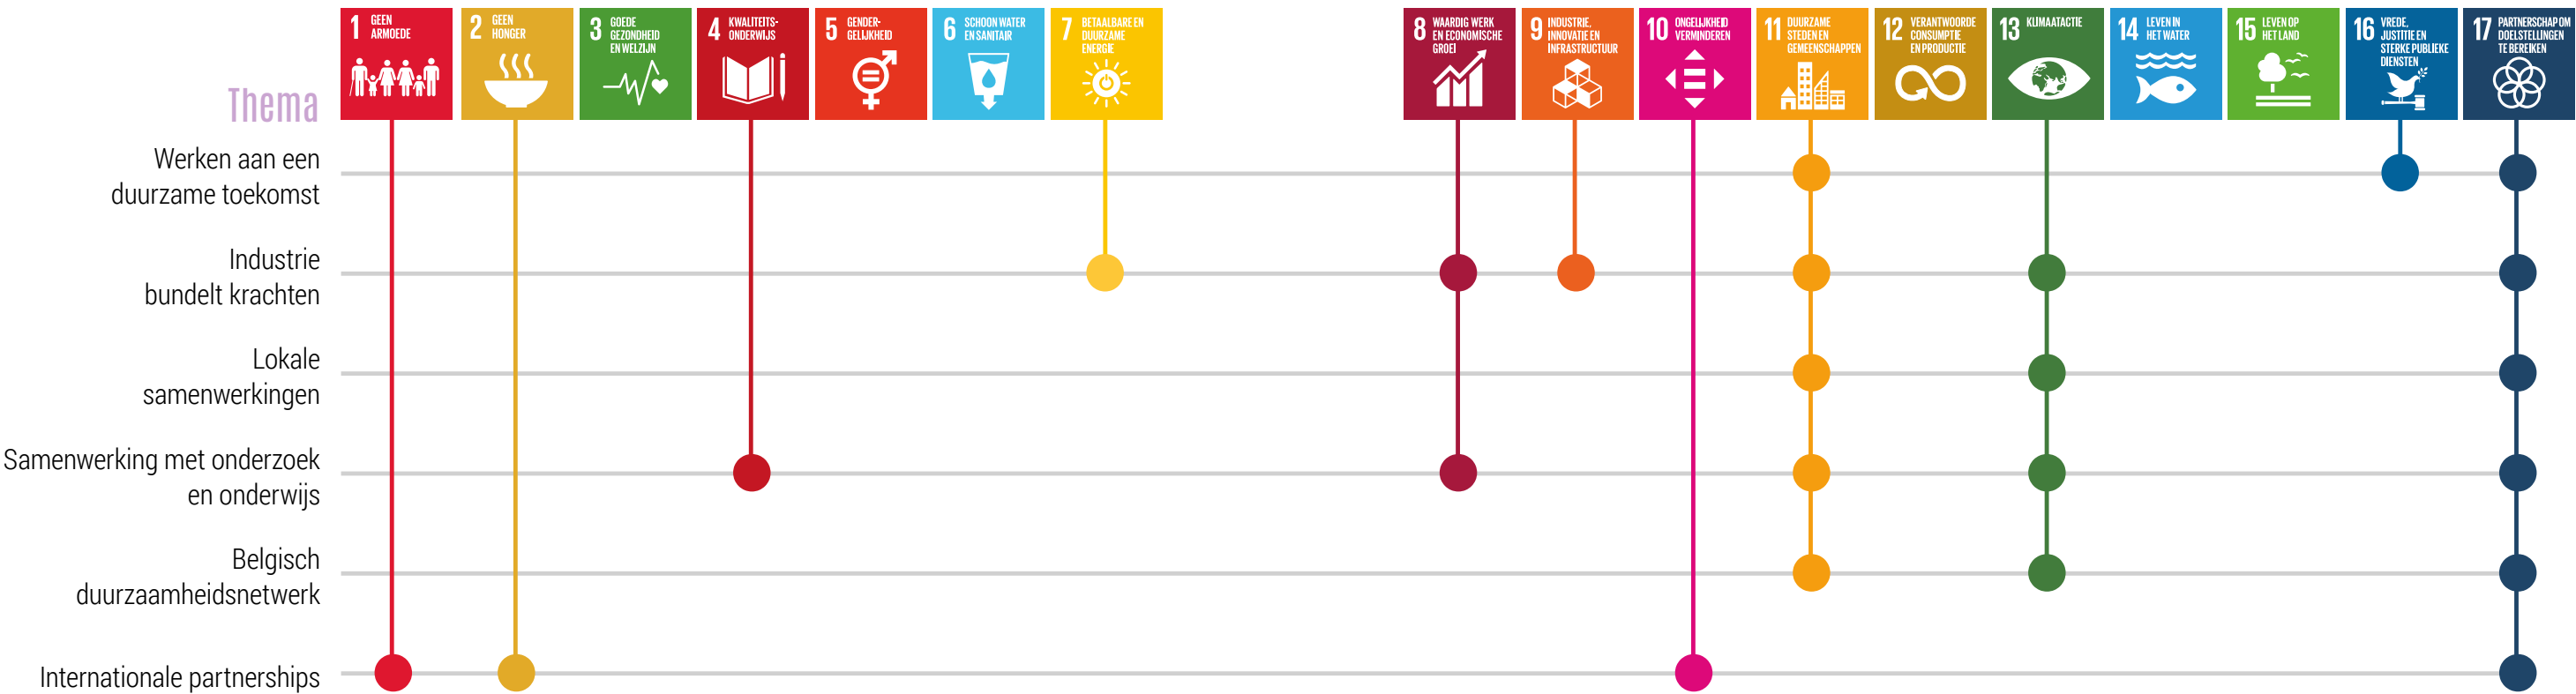 1 GEEN
ARMOEDE
2 GEEN
HONGER
3 GOEDE
GEZONDHEID
EN WELZIJN
4 KWALITEITS-
ONDERWIJS
5 GENDER-
GELIJKHEID
6 SCHOON WATER
EN SANITAIR
7 BETAALBARE EN
DUURZAME
ENERGIE
8 WAARDIG WERK
EN ECONOMISCHE
GROEI
9 INDUSTRIE,
INNOVATIE EN
INFRASTRUCTUUR
10 ONGELIJKHEID
VERMINDEREN
11 DUURZAME
STEDEN EN
GEMEENSCHAPPEN
12 VERANTWOORDE
CONSUMPTIE
EN PRODUCTIE
13 KLIMAATACTIE
14 LEVEN IN
HET WATER
15 LEVEN OP
HET LAND
16 VREDE,
JUSTITIE EN
STERKE PUBLIEKE
DIENSTEN
17 PARTNERSCHAP OM
DOELSTELLINGEN
TE BEREIKEN
Thema
Werken aan een
duurzame toekomst
Industrie
bundelt krachten
Lokale
samenwerkingen
Samenwerking met onderzoek
en onderwijs
Belgisch
duurzaamheidsnetwerk
Internationale partnerships